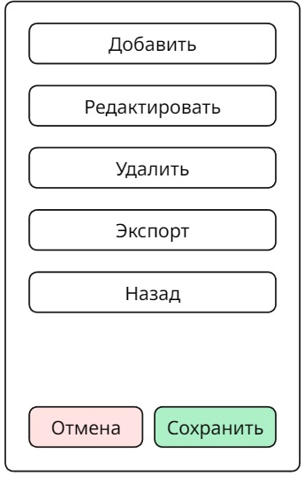 Добавить
Редактировать
Удалить
Экспорт
Назад
Отмена
Сохранить